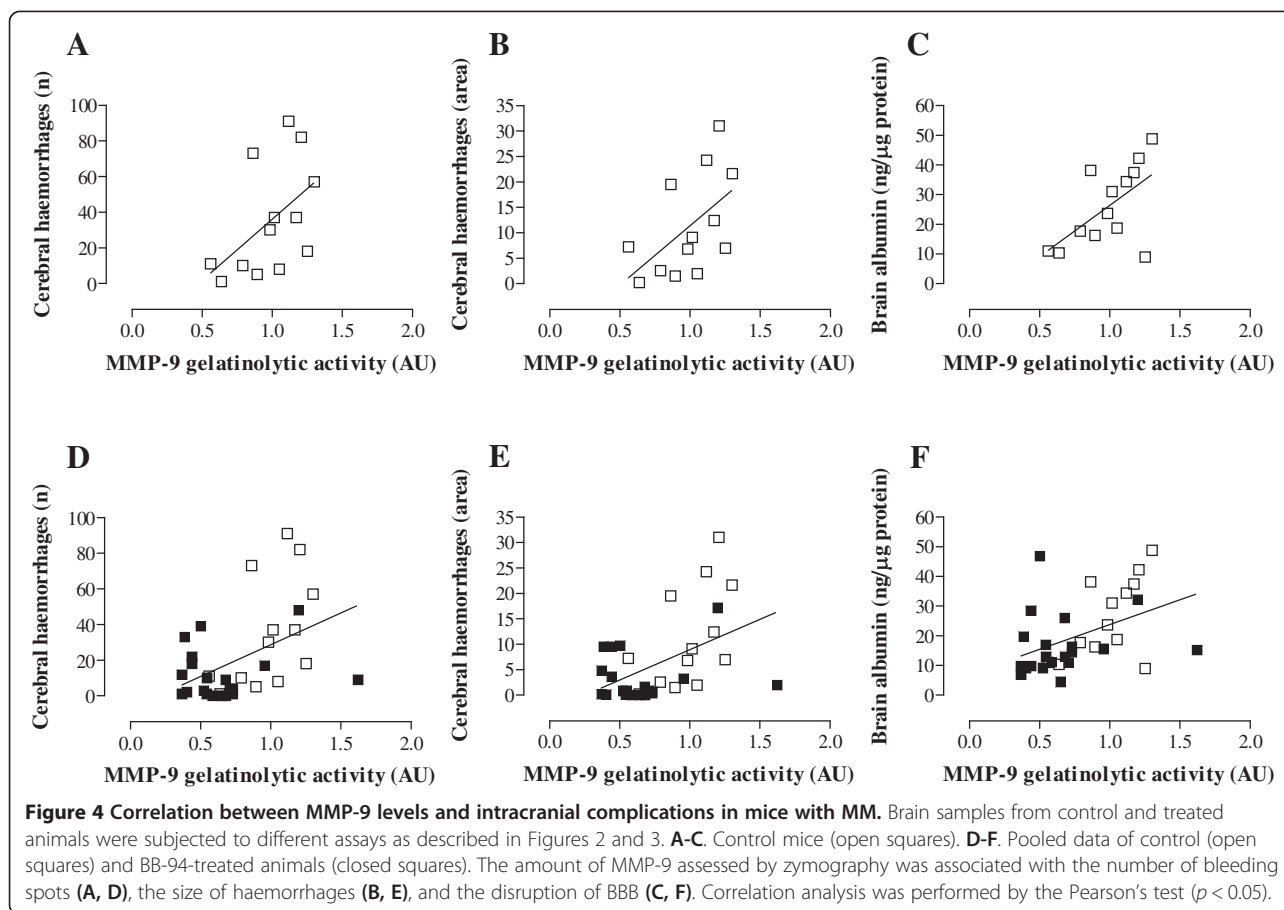 A
Cerebral haemorrhages (n)
100
80
60
40
20
0
0.0 0.5 1.0 1.5 2.0
MMP-9 gelatinolytic activity (AU)
B
Cerebral haemorrhages (area)
35
30
25
20
15
10
5
0
0.0 0.5 1.0 1.5 2.0
MMP-9 gelatinolytic activity (AU)
C
Brain albumin (ng/µg protein)
60
50
40
30
20
10
0
0.0 0.5 1.0 1.5 2.0
MMP-9 gelatinolytic activity (AU)
D
Cerebral haemorrhages (n)
100
80
60
40
20
0
0.0 0.5 1.0 1.5 2.0
MMP-9 gelatinolytic activity (AU)
E
Cerebral haemorrhages (area)
35
30
25
20
15
10
5
0
0.0 0.5 1.0 1.5 2.0
MMP-9 gelatinolytic activity (AU)
F
Brain albumin (ng/µg protein)
60
50
40
30
20
10
0
0.0 0.5 1.0 1.5 2.0
MMP-9 gelatinolytic activity (AU)
Figure 4 Correlation between MMP-9 levels and intracranial complications in mice with MM. Brain samples from control and treated
animals were subjected to different assays as described in Figures 2 and 3. A-C. Control mice (open squares). D-F. Pooled data of control (open
squares) and BB-94-treated animals (closed squares). The amount of MMP-9 assessed by zymography was associated with the number of bleeding
spots (A, D), the size of haemorrhages (B, E), and the disruption of BBB (C, F). Correlation analysis was performed by the Pearson's test (p < 0.05).